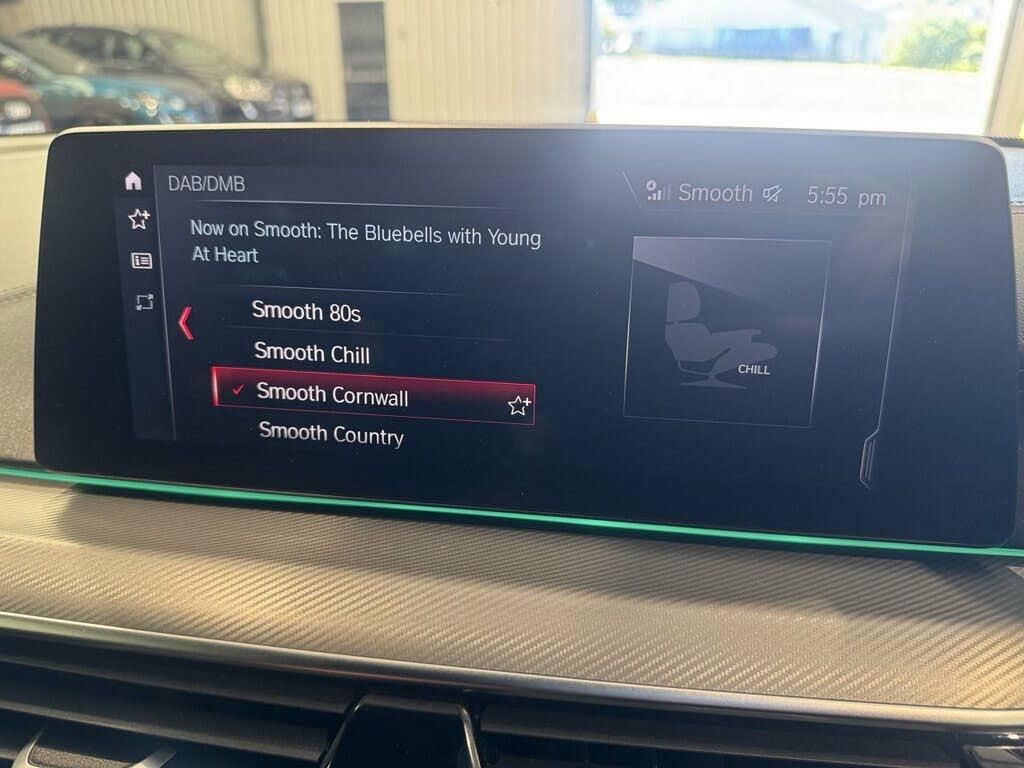 DAB/DMB
Smooth
5:55 pm
Now on Smooth: The Bluebells with Young
At Heart
Smooth 80s
Smooth Chill
Smooth Cornwall
Smooth Country
CHILL